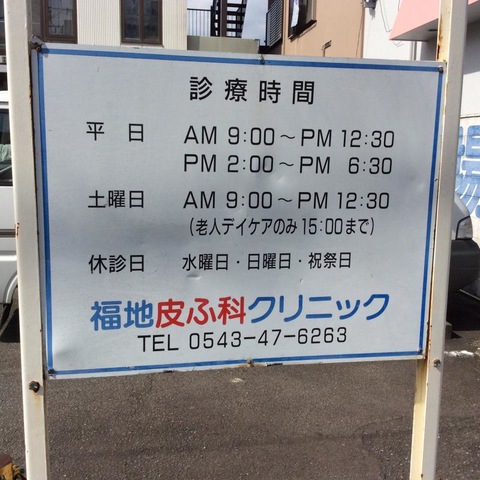 診療時間
平日 AM 9:00～PM 12:30
PM 2:00～PM 6:30
土曜日 AM 9:00～PM 12:30
(老人デイケアのみ15:00まで)
休診日 水曜日・日曜日・祝祭日
福地皮ふ科クリニック
TEL 0543-47-6263